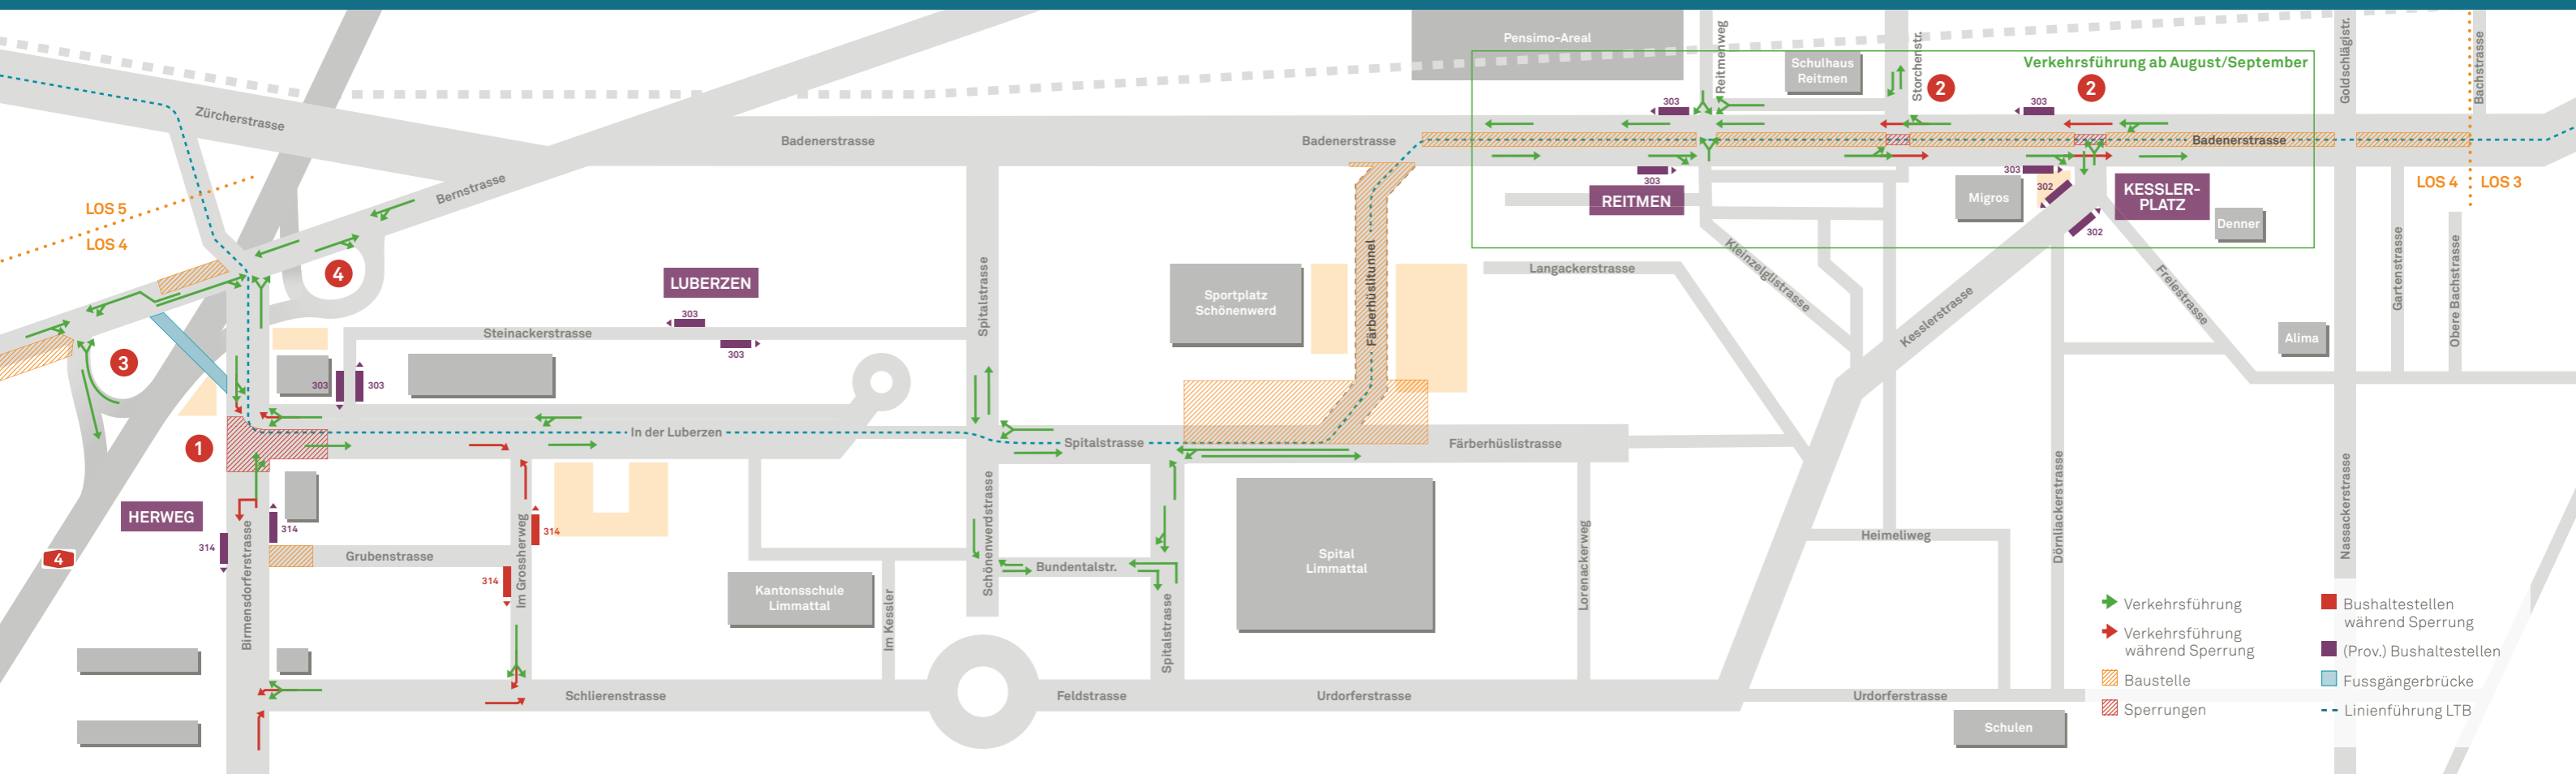 Pensimo-Areal
Reitmenweg
Schulhaus
Reitmen
Storchenstr.
2
2
Verkehrsführung ab August/September
Goldschlägistr.
Bachstrasse
Zürcherstrasse
303
303
Badenerstrasse
Badenerstrasse
Badenerstrasse
303
303
302
302
REITMEN
Migros
KESSLER-
PLATZ
Denner
LOS 4
LOS 3
Bernstrasse
LOS 5
LOS 4
4
LUBERZEN
Spitalstrasse
Sportplatz
Schönenwerd
Färberhüslitunnel
Langackerstrasse
Kleinzelglistrasse
Kesslerstrasse
Freiestrasse
Gartenstrasse
Obere Bachstrasse
Alima
303
Steinackerstrasse
303
3
303
303
1
In der Luberzen
Spitalstrasse
Färberhüslistrasse
HERWEG
314
314
4
Birmensdorferstrasse
Grubenstrasse
314
314
Im Grossherweg
Kantonsschule
Limmattal
Im Kessler
Schönenwerdstrasse
Bundentalstr.
Spitalstrasse
Spital
Limmattal
Lorenackerweg
Heimeliweg
Dörnliackerstrasse
Nassackerstrasse
Schlierenstrasse
Feldstrasse
Urdorferstrasse
Urdorferstrasse
Schulen
Verkehrsführung
Verkehrsführung
während Sperrung
Baustelle
Sperrungen
Bushaltestellen
während Sperrung
(Prov.) Bushaltestellen
Fussgängerbrücke
Linienführung LTB